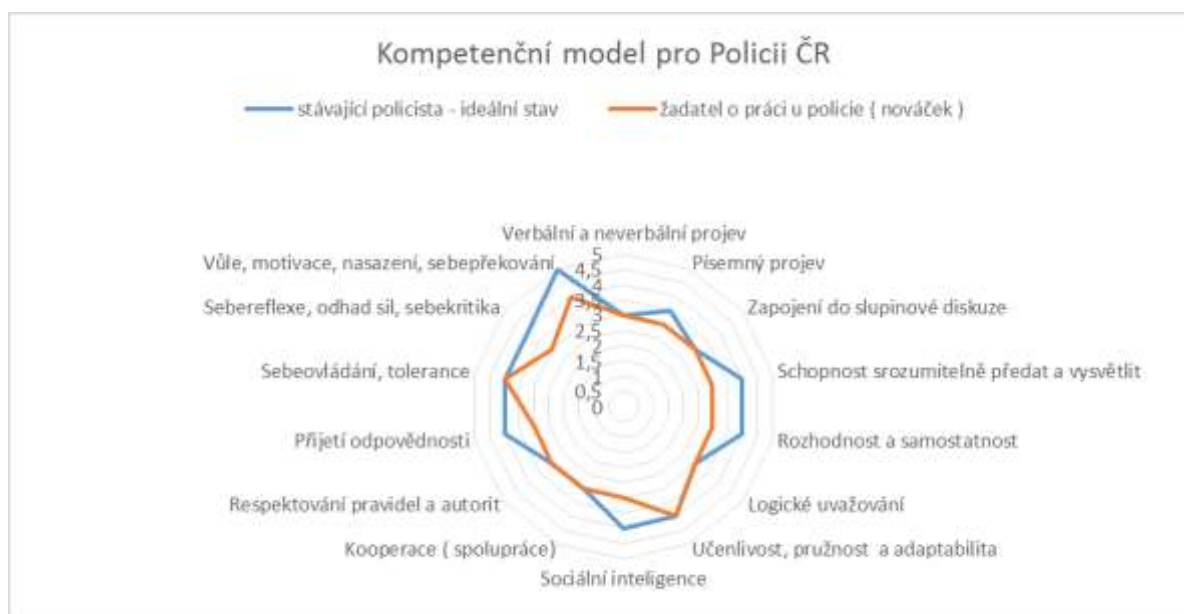 Kompetenční model pro Policii ČR
stávající policista - ideální stav
žadatel o práci u policie ( nováček )
Verbální a neverbální projev
Písemný projev
Zapojení do slupinové diskuze
Schopnost srozumitelně předat a vysvětlit
Rozhodnost a samostatnost
Logické uvažování
Učenlivost, pružnost a adaptabilita
Sociální inteligence
Kooperace ( spolupráce)
Respektování pravidel a autorit
Přijetí odpovědnosti
Sebeovládání, tolerance
Sebereflexe, odhad sil, sebekritika
Vůle, motivace, nasazení, sebepřekování
5
4,5
4
3,5
3
2,5
2
1,5
1
0,5
0